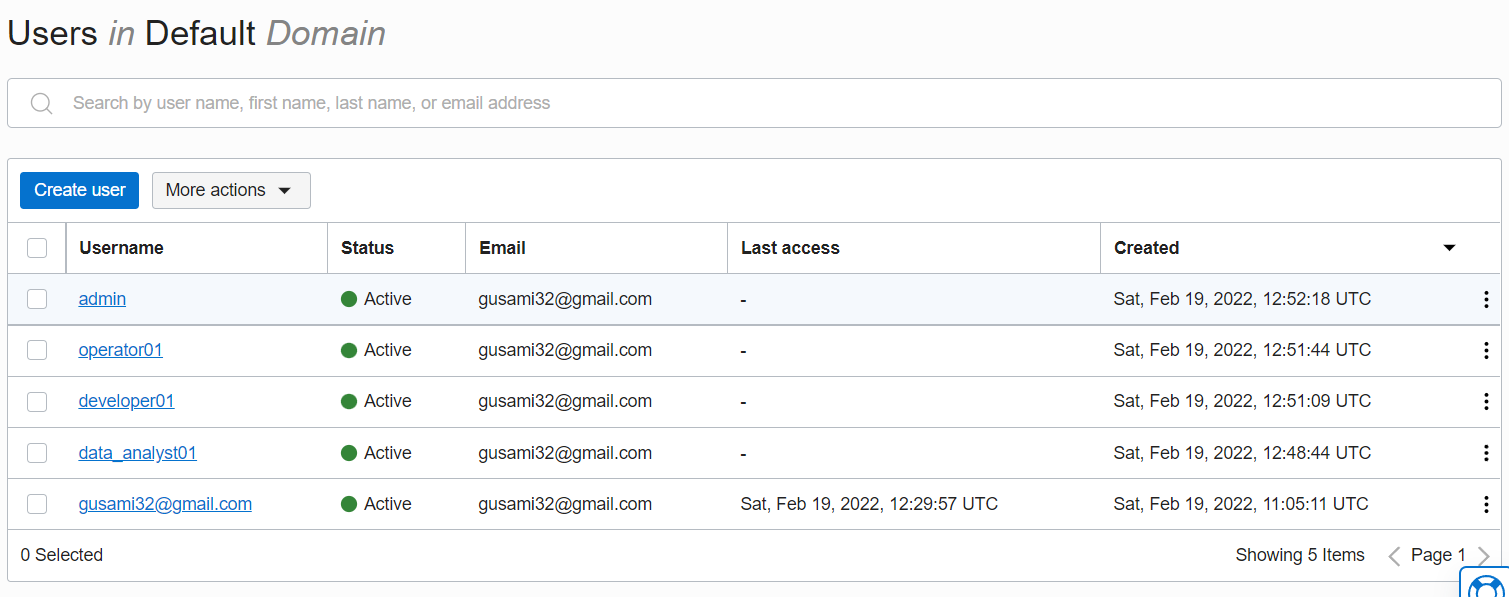 Users in Default Domain
Search by user name, first name, last name, or email address
Create user More actions
Username Status Email Last access Created
admin Active gusami32@gmail.com - Sat, Feb 19, 2022, 12:52:18 UTC
operator01 Active gusami32@gmail.com - Sat, Feb 19, 2022, 12:51:44 UTC
developer01 Active gusami32@gmail.com - Sat, Feb 19, 2022, 12:51:09 UTC
data_analyst01 Active gusami32@gmail.com - Sat, Feb 19, 2022, 12:48:44 UTC
gusami32@gmail.com Active gusami32@gmail.com Sat, Feb 19, 2022, 12:29:57 UTC Sat, Feb 19, 2022, 11:05:11 UTC
0 Selected Showing 5 Items Page 1